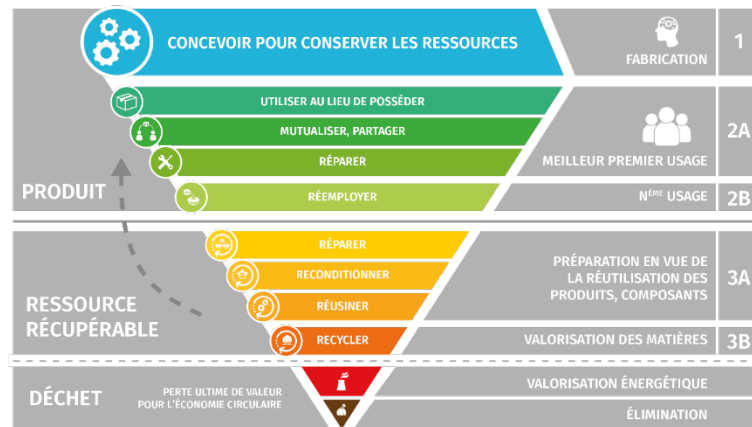 CONCEVOIR POUR CONSERVER LES RESSOURCES
FABRICATION
1
UTILISER AU LIEU DE POSSÉDER
MUTUALISER, PARTAGER
RÉPARER
MEILLEUR PREMIER USAGE
2A
PRODUIT
RÉEMPLOYER
NÈME USAGE
2B
RÉPARER
RECONDITIONNER
RÉUSINER
PRÉPARATION EN VUE DE
LA RÉUTILISATION DES
PRODUITS, COMPOSANTS
3A
RESSOURCE
RÉCUPÉRABLE
RECYCLER
VALORISATION DES MATIÈRES
3B
DÉCHET
PERTE ULTIME DE VALEUR
POUR L'ÉCONOMIE CIRCULAIRE
VALORISATION ÉNERGÉTIQUE
ÉLIMINATION